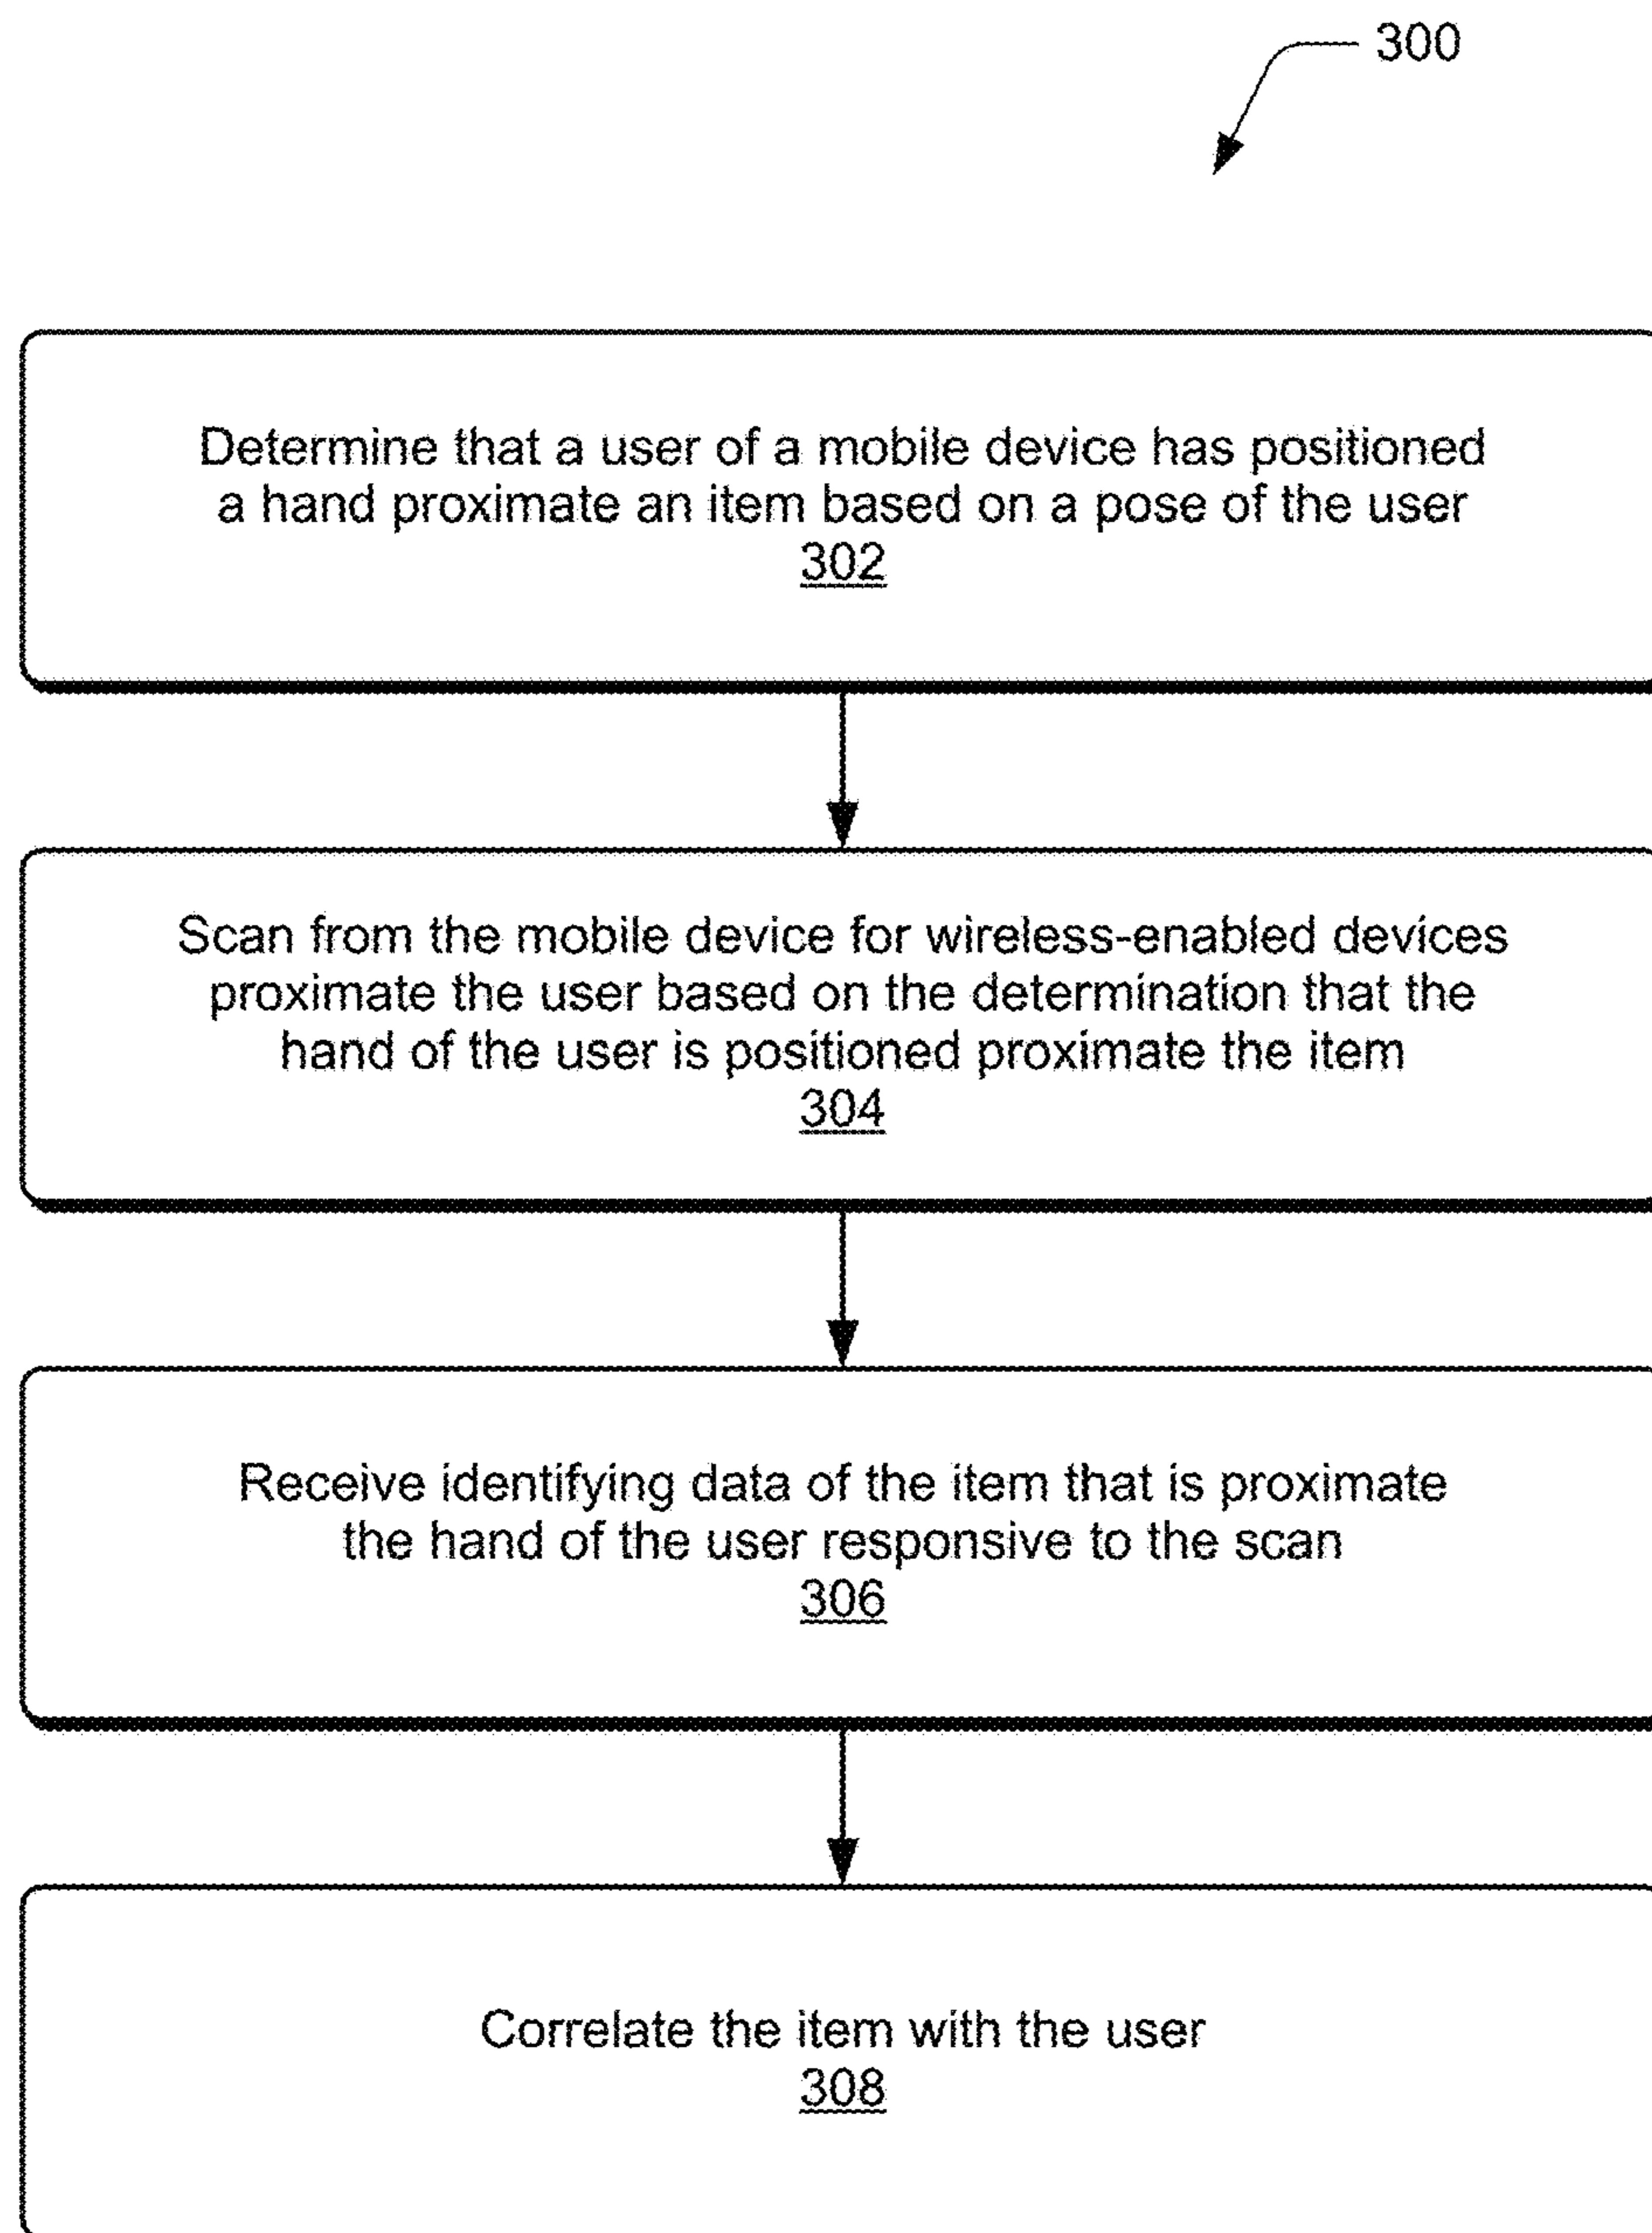 300
Determine that a user of a mobile device has positioned
a hand proximate an item based on a pose of the user
302
Scan from the mobile device for wireless-enabled devices
proximate the user based on the determination that the
hand of the user is positioned proximate the item
304
Receive identifying data of the item that is proximate
the hand of the user responsive to the scan
306
Correlate the item with the user
308